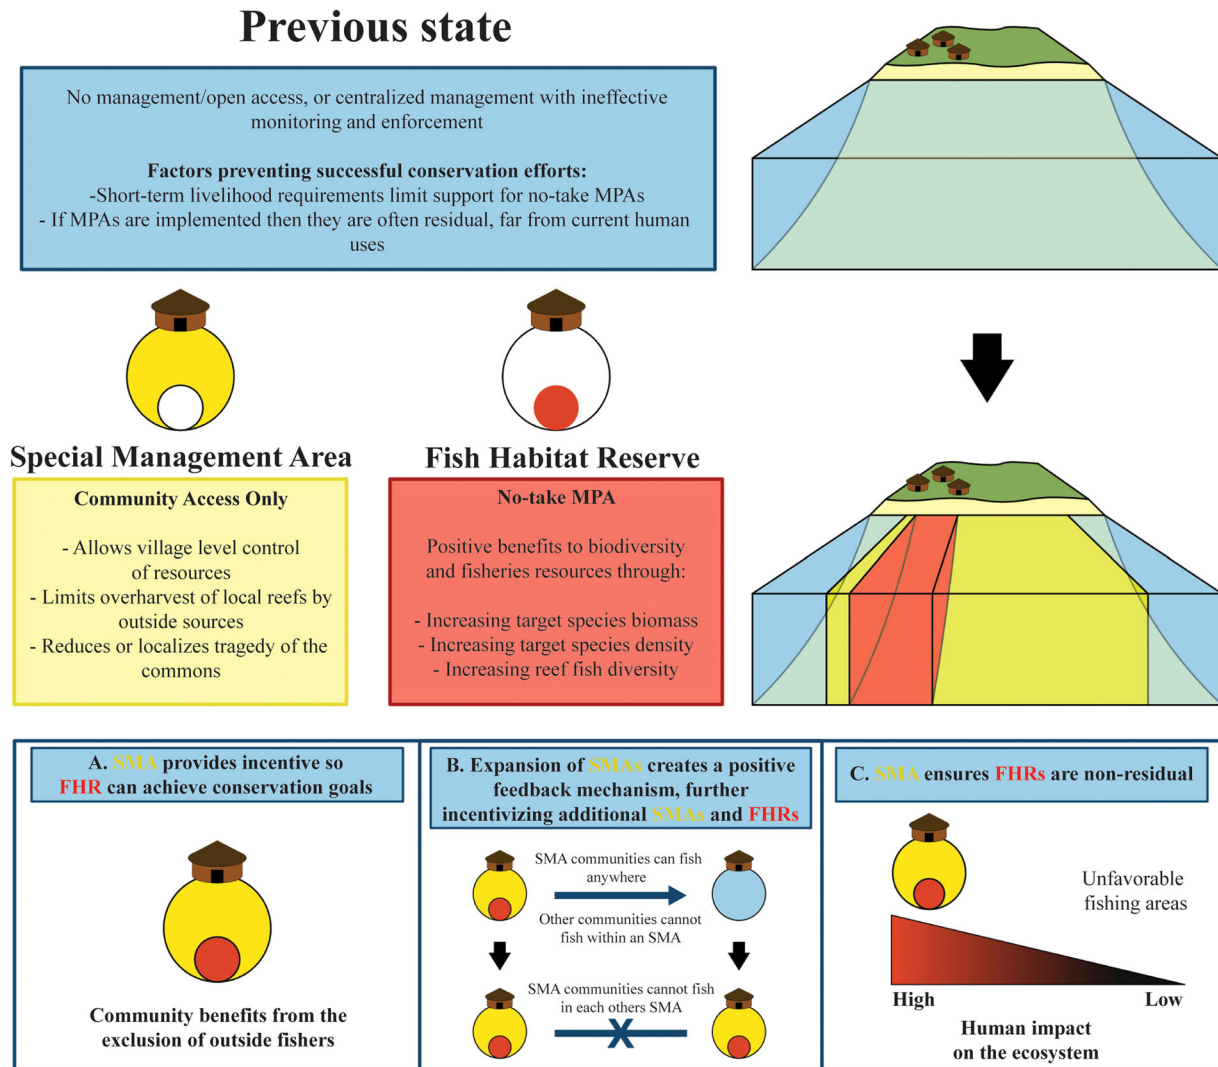 Previous state
No management/open access, or centralized management with ineffective
monitoring and enforcement
Factors preventing successful conservation efforts:
-Short-term livelihood requirements limit support for no-take MPAs
- If MPAs are implemented then they are often residual, far from current human
uses
Special Management Area
Community Access Only
- Allows village level control
of resources
- Limits overharvest of local reefs by
outside sources
- Reduces or localizes tragedy of the
commons
Fish Habitat Reserve
No-take MPA
Positive benefits to biodiversity
and fisheries resources through:
- Increasing target species biomass
- Increasing target species density
- Increasing reef fish diversity
A. SMA provides incentive so
FHR can achieve conservation goals
Community benefits from the
exclusion of outside fishers
B. Expansion of SMAs creates a positive
feedback mechanism, further
incentivizing additional SMAs and FHRs
SMA communities can fish
anywhere
Other communities cannot
fish within an SMA
SMA communities cannot fish
in each others SMA
X
C. SMA ensures FHRs are non-residual
Unfavorable
fishing areas
High
Low
Human impact
on the ecosystem